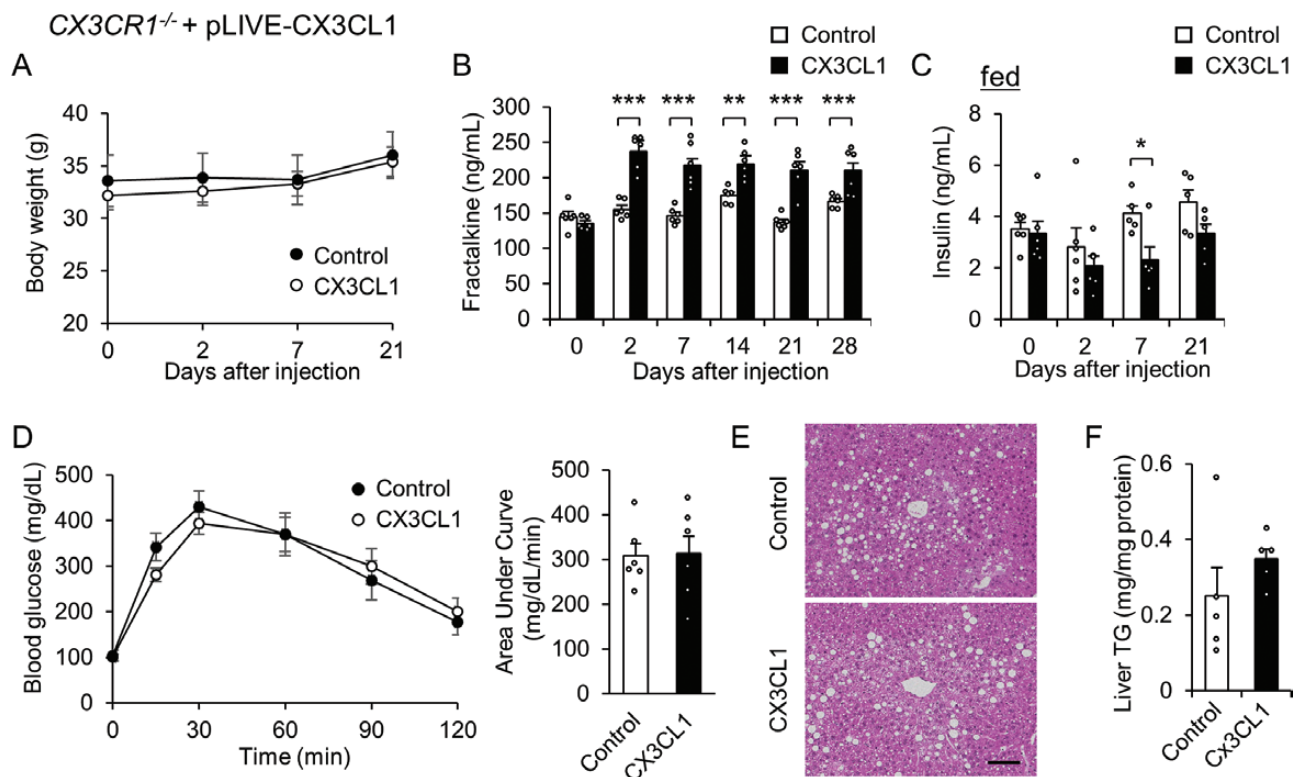 CX3CR1-/- + pLIVE-CX3CL1
A
Body weight (g)
40
35
30
25
20
0 2 7 21
Days after injection
Control
CX3CL1
B
Control
CX3CL1
Fractalkine (ng/mL)
300
250
200
150
100
50
0
*** *** ** *** ***
0 2 7 14 21 28
Days after injection
C
fed
Control
CX3CL1
Insulin (ng/mL)
8
6
4
2
0
*
0 2 7 21
Days after injection
D
Blood glucose (mg/dL)
500
400
300
200
100
0
0 30 60 90 120
Time (min)
Control
CX3CL1
Area Under Curve
(mg/dL/min)
500
400
300
200
100
0
Control
CX3CL1
E
Control
CX3CL1
F
Liver TG (mg/mg protein)
0.6
0.4
0.2
0
Control
Cx3CL1